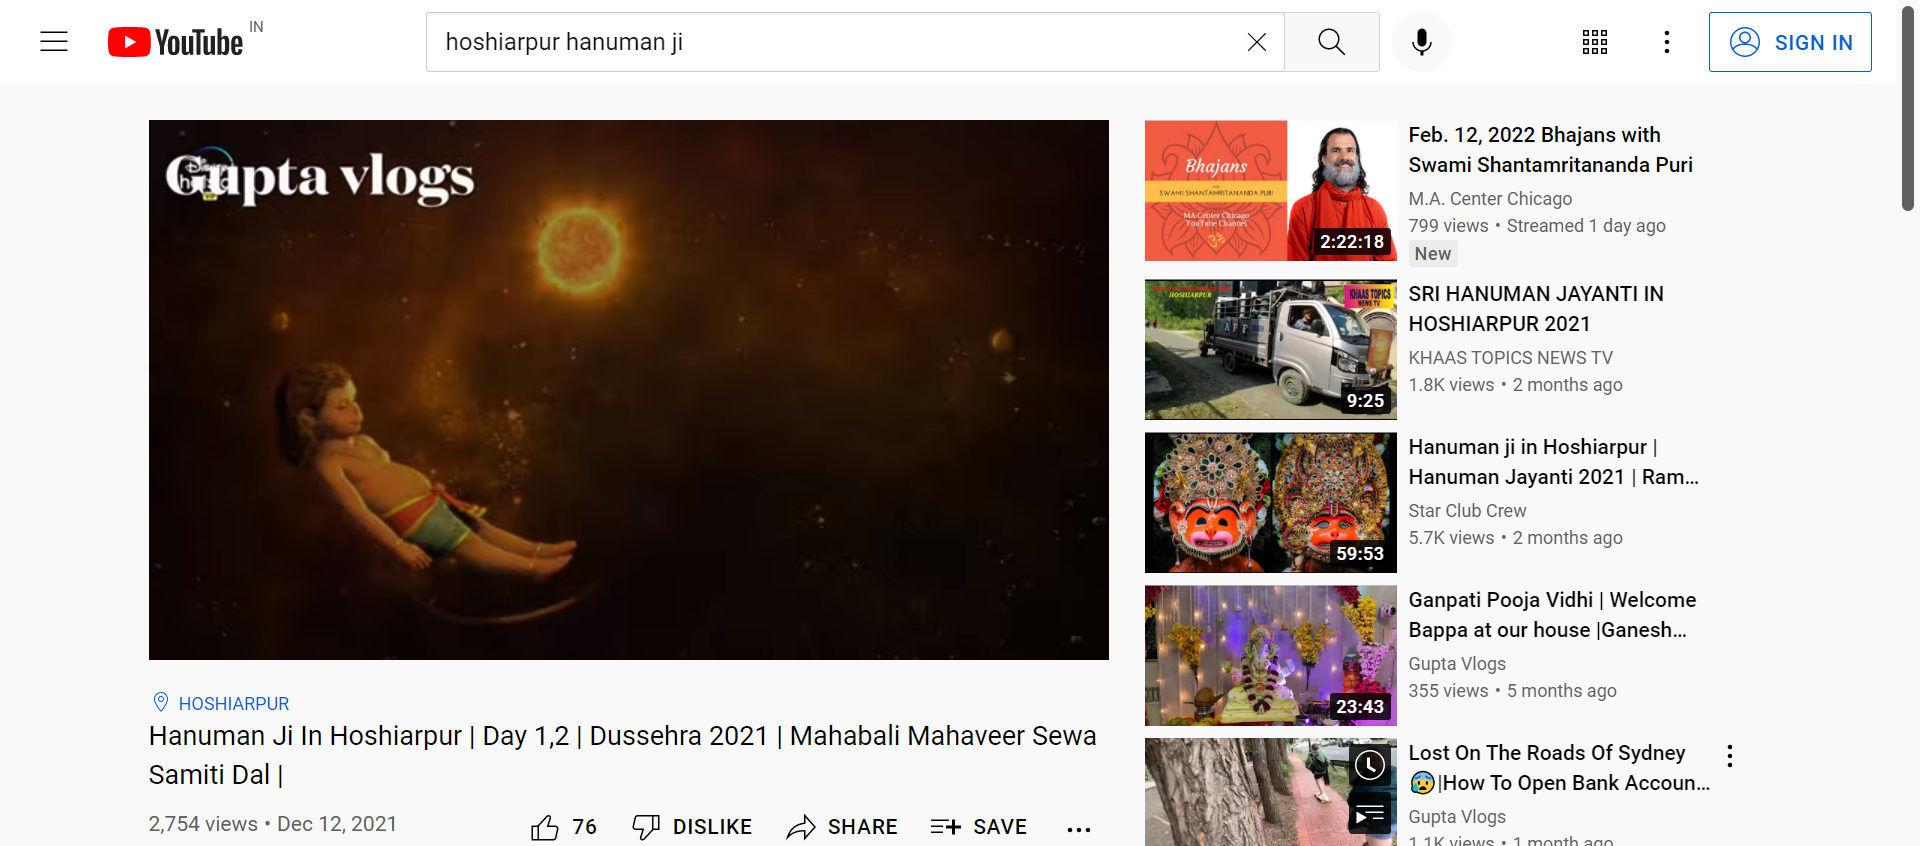 YouTube IN
hoshiarpur hanuman ji
SIGN IN
Gupta vlogs
HOSHIARPUR
Hanuman Ji In Hoshiarpur | Day 1,2 | Dussehra 2021 | Mahabali Mahaveer Sewa
Samiti Dal |
2,754 views • Dec 12, 2021
76 DISLIKE SHARE SAVE
Bhajans
with
SWAMI SHANTAMRITANANDA PURI
MA Center Chicago
YouTube Channel
2:22:18
Feb. 12, 2022 Bhajans with
Swami Shantamritananda Puri
M.A. Center Chicago
799 views • Streamed 1 day ago
New
HOSHIARPUR
KHAAS TOPICS
NEWS TV
9:25
SRI HANUMAN JAYANTI IN
HOSHIARPUR 2021
KHAAS TOPICS NEWS TV
1.8K views • 2 months ago
59:53
Hanuman ji in Hoshiarpur |
Hanuman Jayanti 2021 | Ram...
Star Club Crew
5.7K views • 2 months ago
23:43
Ganpati Pooja Vidhi | Welcome
Bappa at our house |Ganesh...
Gupta Vlogs
355 views • 5 months ago
Lost On The Roads Of Sydney
😰|How To Open Bank Accoun...
Gupta Vlogs
1.1K views • 1 month ago